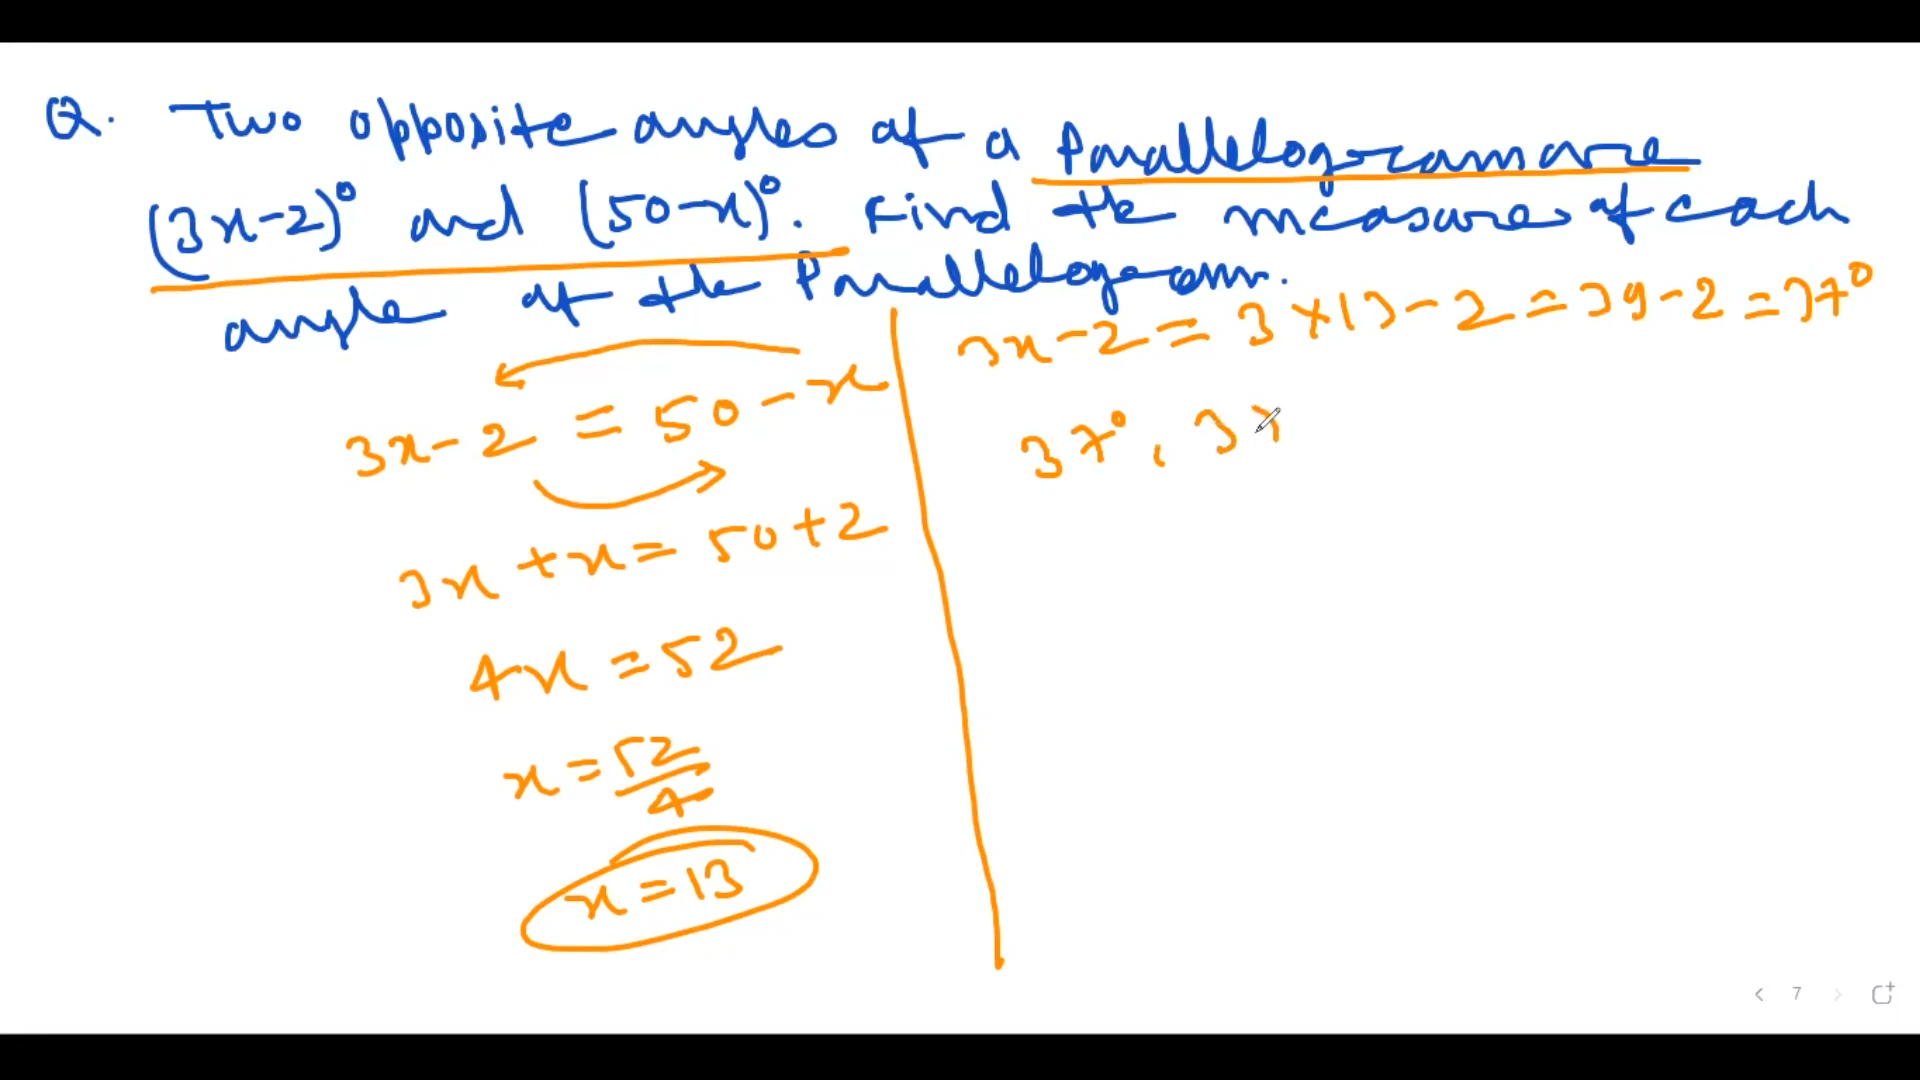 Q. Two opposite angles of a Parallelogram are
(3x-2)° and (50-x)°. Find the measures of each
angle of the Parallelogram.
3x-2 = 50-x
3x+x=50+2
4x=52
x=52/4
x=13
3x-2=3×13-2=39-2=37°
37°, 37
7